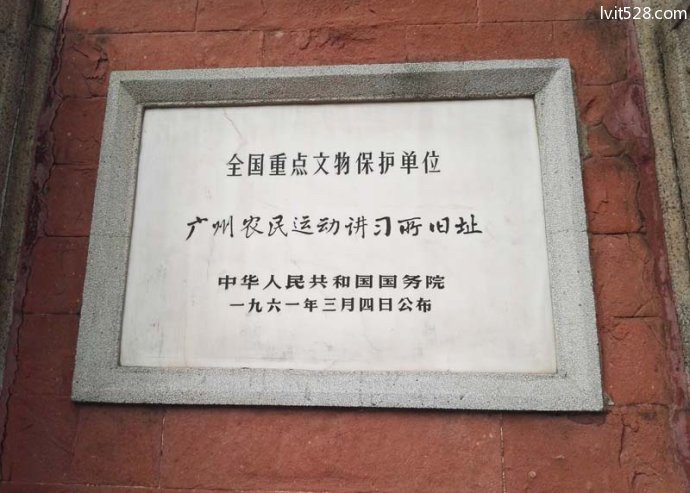 lvit528.com
全国重点文物保护单位
广州农民运动讲习所旧址
中华人民共和国国务院
一九六一年三月四日公布